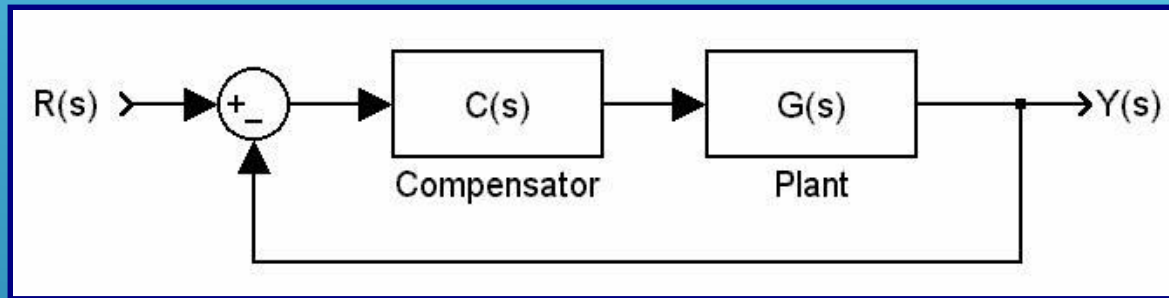 R(s) + − C(s) G(s) Y(s)
Compensator Plant